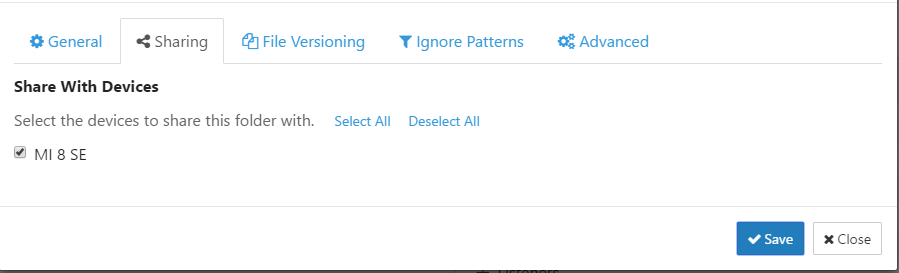 General Sharing File Versioning Ignore Patterns Advanced
Share With Devices
Select the devices to share this folder with. Select All Deselect All
MI 8 SE
Save Close